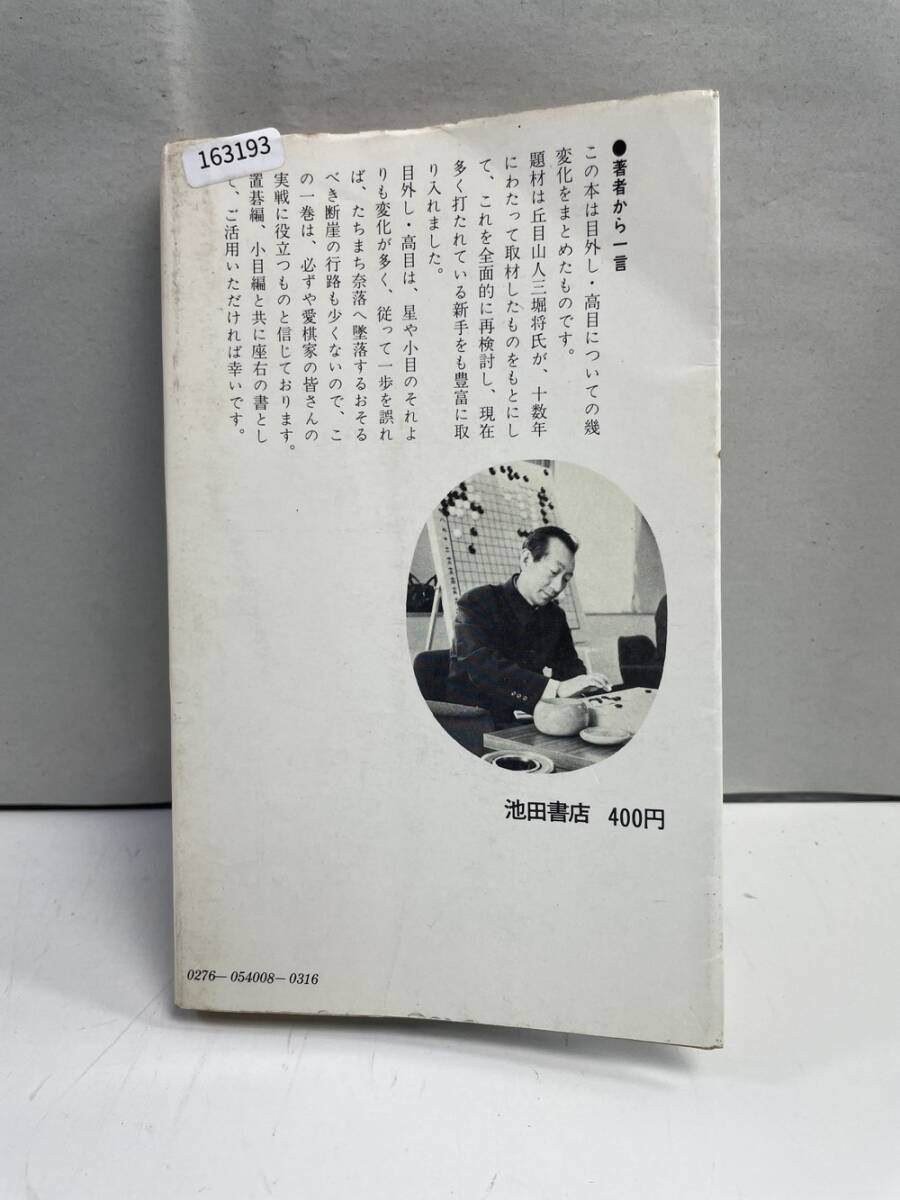 163193
●著者から一言
この本は目外し・高目についての幾
変化をまとめたものです。
題材は丘目山人三堀将氏が、十数年
にわたって取材したものをもとにし
て、これを全面的に再検討し、現在
多く打たれている新手をも豊富に取
り入れました。
目外し・高目は、星や小目のそれよ
りも変化が多く、従って一歩を誤れ
ば、たちまち奈落へ墜落するおそる
べき断崖の行路も少くないので、こ
の一巻は、必ずや愛棋家の皆さんの
実戦に役立つものと信じております。
置碁編、小目編と共に座右の書とし
て、ご活用いただければ幸いです。
池田書店 400円
0276—054008—0316